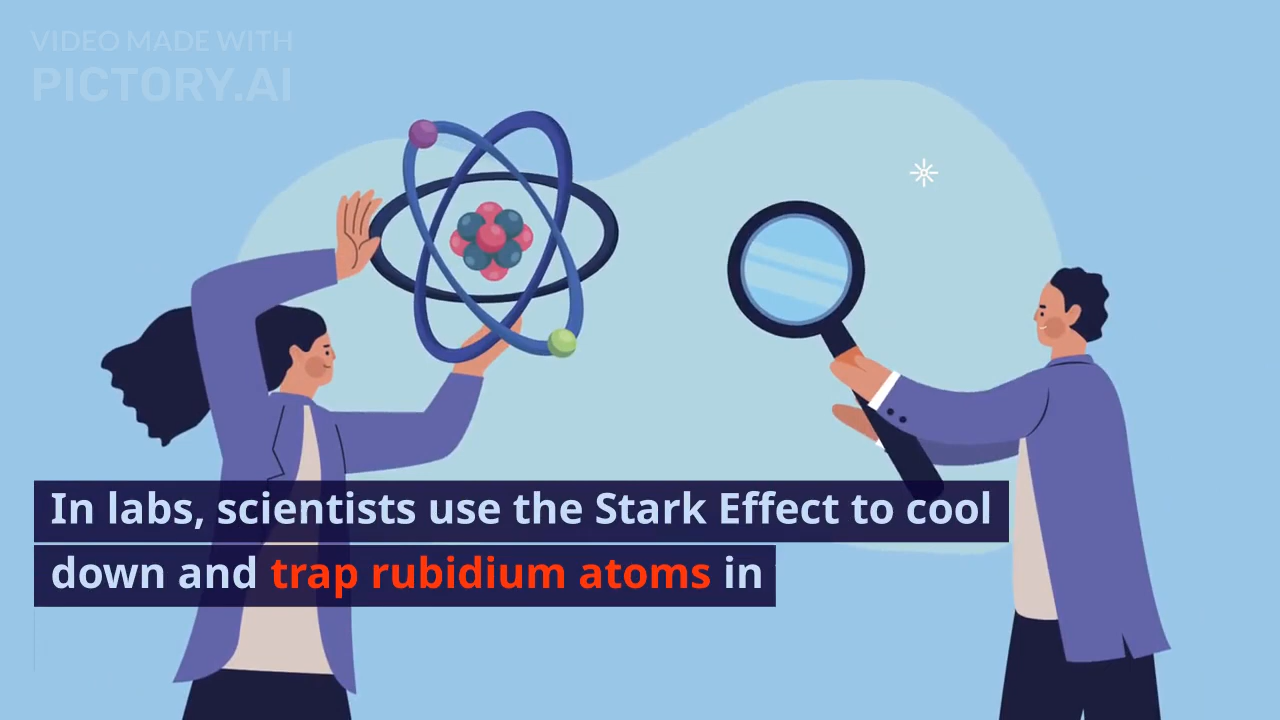 VIDEO MADE WITH
PICTORY.AI
In labs, scientists use the Stark Effect to cool
down and trap rubidium atoms in